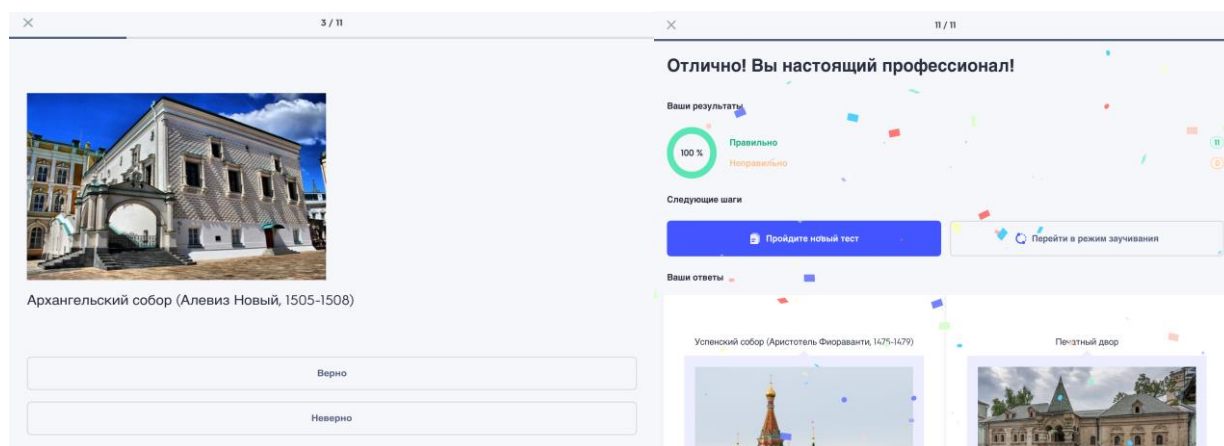 3 / 11
Архангельский собор (Алевиз Новый, 1505-1508)
Верно
Неверно
11 / 11
Отлично! Вы настоящий профессионал!
Ваши результаты
100 %
Правильно
11
Неправильно
0
Следующие шаги
Пройдите новый тест
Перейти в режим заучивания
Ваши ответы
Успенский собор (Аристотель Фиораванти, 1475-1479)
Печатный двор